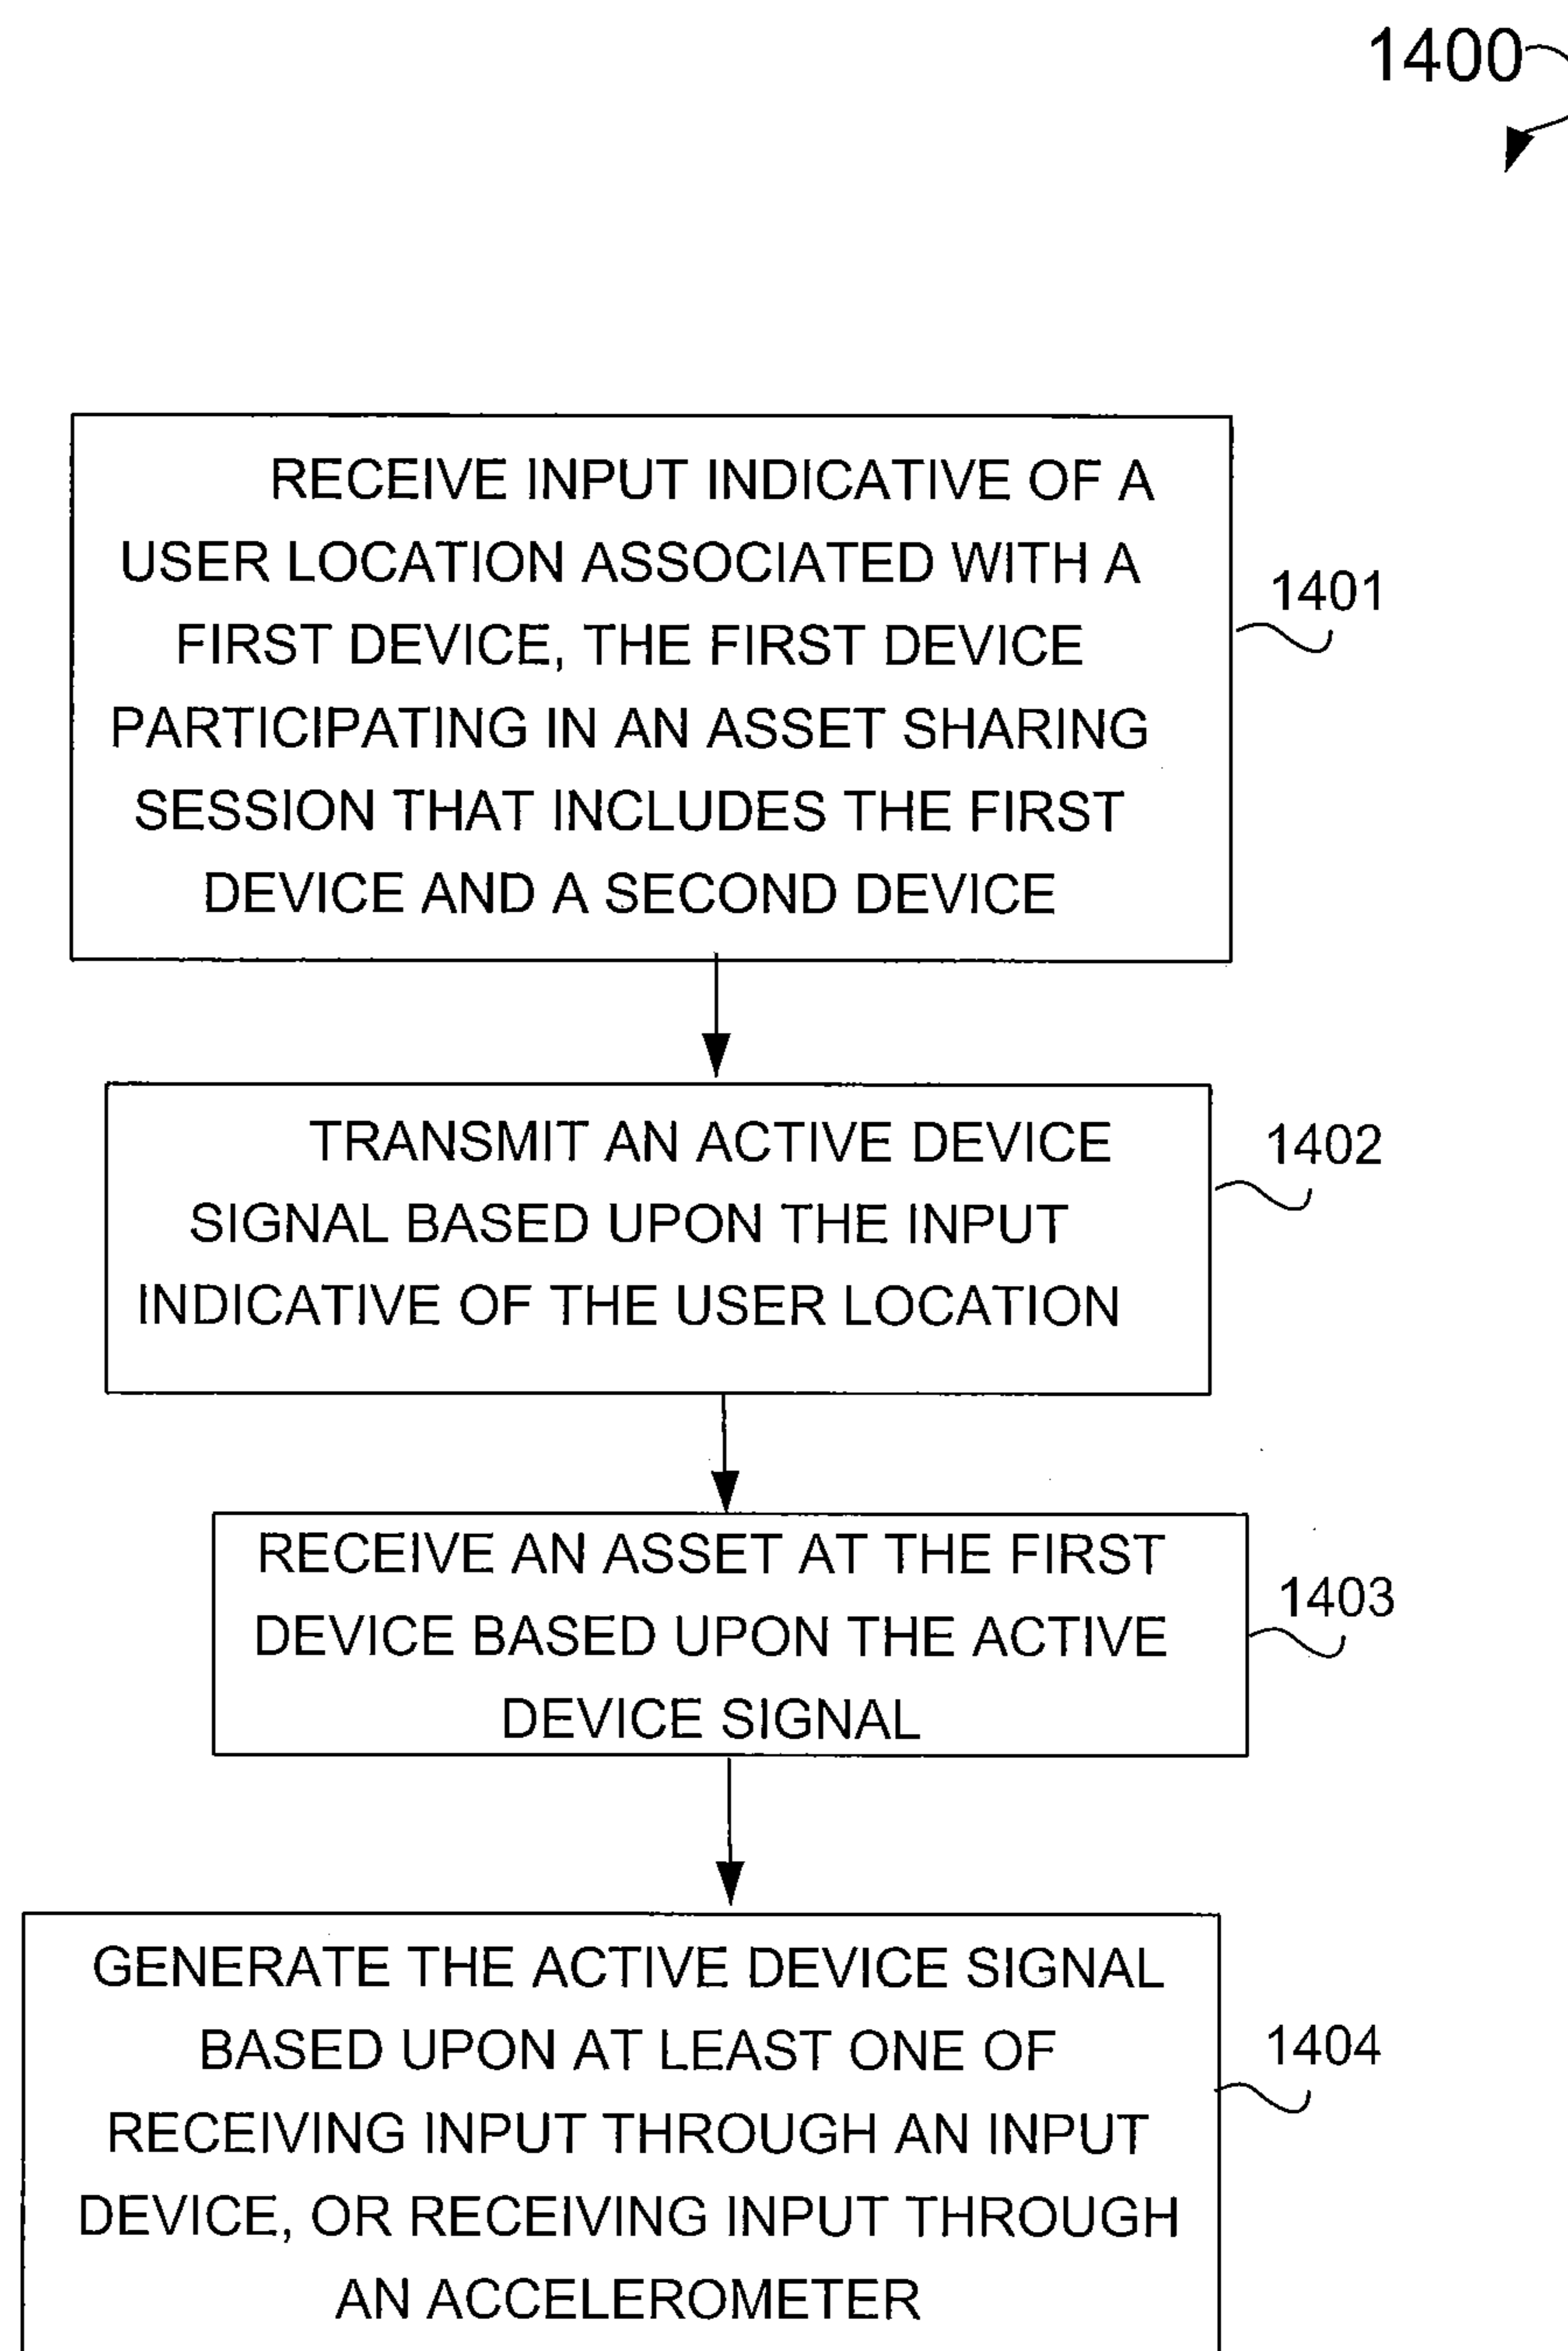 1400
RECEIVE INPUT INDICATIVE OF A
USER LOCATION ASSOCIATED WITH A
FIRST DEVICE, THE FIRST DEVICE
PARTICIPATING IN AN ASSET SHARING
SESSION THAT INCLUDES THE FIRST
DEVICE AND A SECOND DEVICE
1401
TRANSMIT AN ACTIVE DEVICE
SIGNAL BASED UPON THE INPUT
INDICATIVE OF THE USER LOCATION
1402
RECEIVE AN ASSET AT THE FIRST
DEVICE BASED UPON THE ACTIVE
DEVICE SIGNAL
1403
GENERATE THE ACTIVE DEVICE SIGNAL
BASED UPON AT LEAST ONE OF
RECEIVING INPUT THROUGH AN INPUT
DEVICE, OR RECEIVING INPUT THROUGH
AN ACCELEROMETER
1404